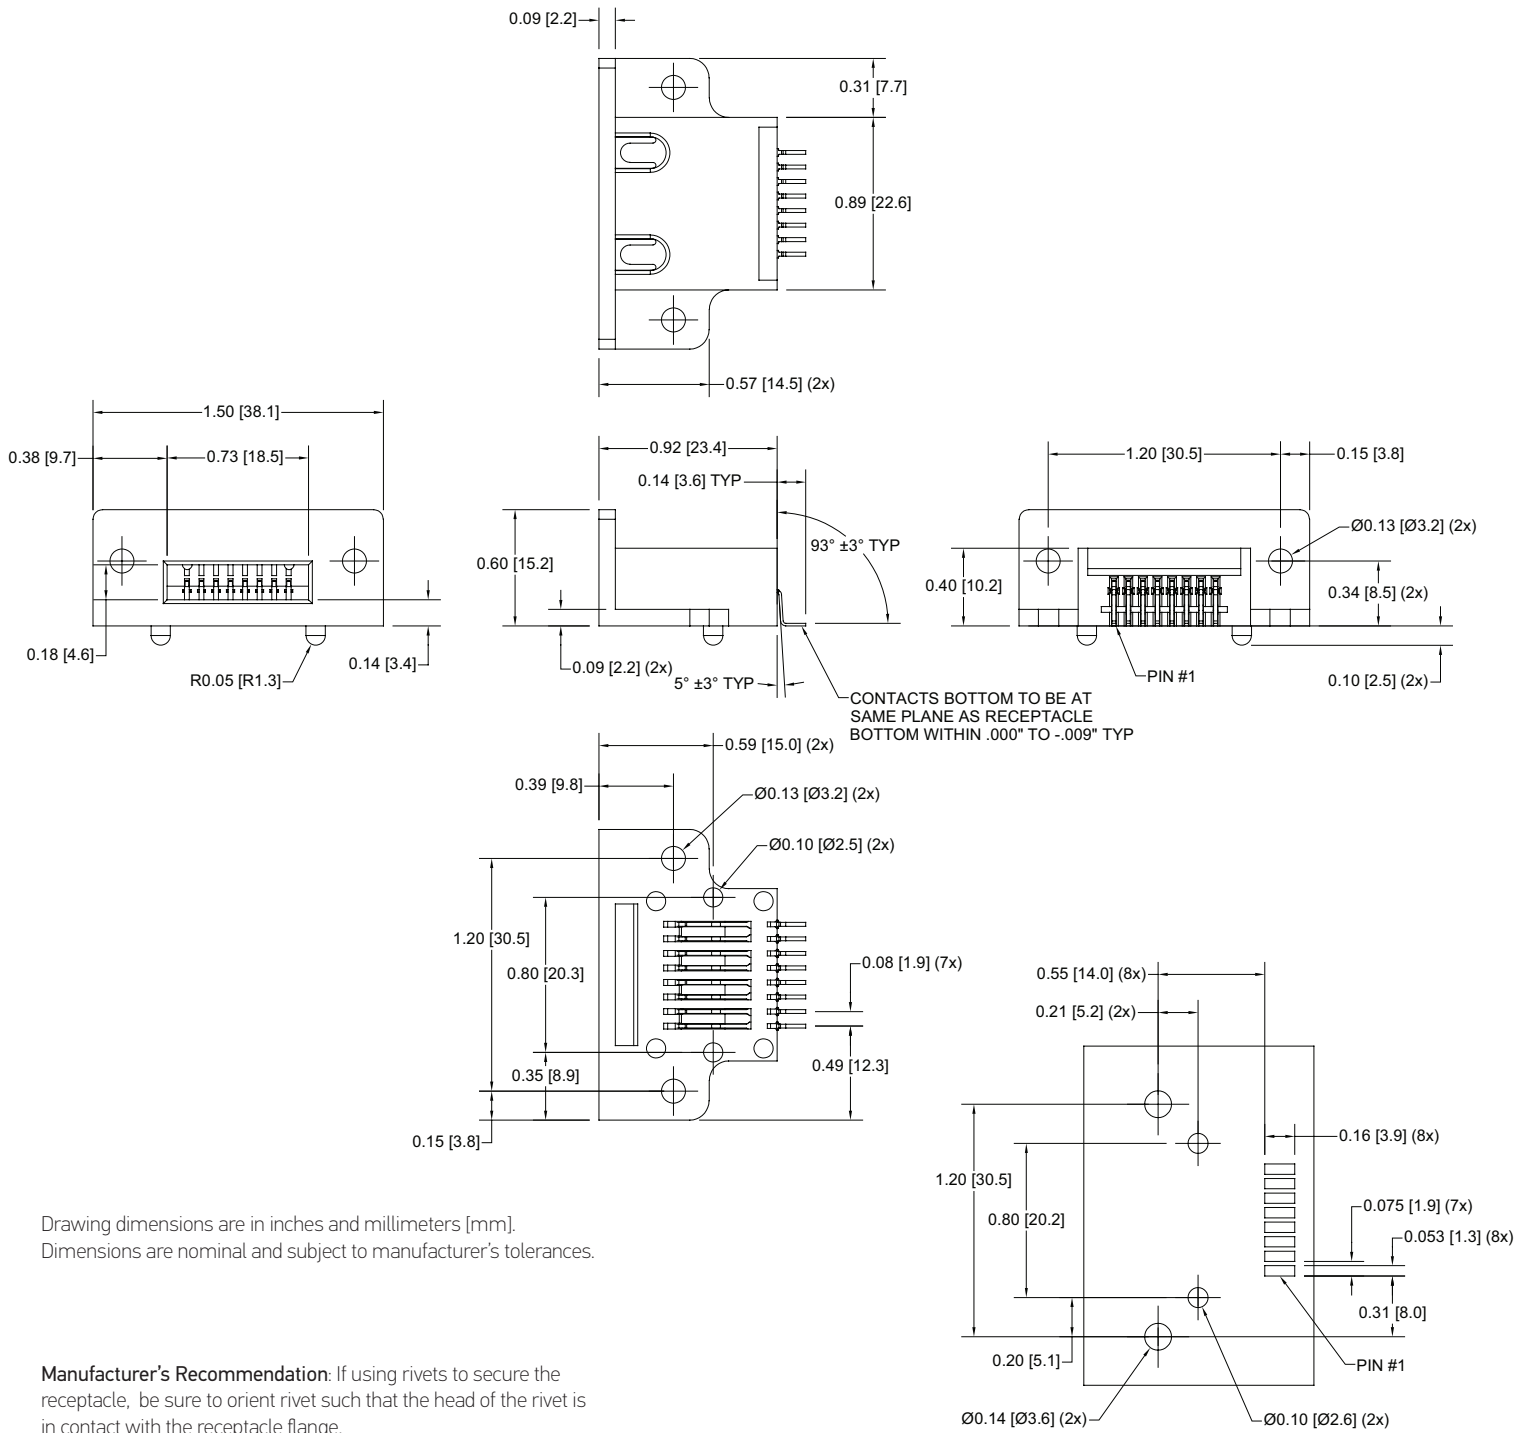 0.09 [2.2]
0.31 [7.7]
0.89 [22.6]
0.57 [14.5] (2x)
1.50 [38.1]
0.38 [9.7]
0.73 [18.5]
0.18 [4.6]
R0.05 [R1.3]
0.14 [3.4]
0.92 [23.4]
0.14 [3.6] TYP
93° ±3° TYP
0.60 [15.2]
0.09 [2.2] (2x)
5° ±3° TYP
CONTACTS BOTTOM TO BE AT
SAME PLANE AS RECEPTACLE
BOTTOM WITHIN .000" TO -.009" TYP
1.20 [30.5]
0.15 [3.8]
Ø0.13 [Ø3.2] (2x)
0.40 [10.2]
0.34 [8.5] (2x)
PIN #1
0.10 [2.5] (2x)
0.59 [15.0] (2x)
0.39 [9.8]
Ø0.13 [Ø3.2] (2x)
Ø0.10 [Ø2.5] (2x)
1.20 [30.5]
0.80 [20.3]
0.08 [1.9] (7x)
0.35 [8.9]
0.49 [12.3]
0.15 [3.8]
0.55 [14.0] (8x)
0.21 [5.2] (2x)
0.16 [3.9] (8x)
1.20 [30.5]
0.80 [20.2]
0.075 [1.9] (7x)
0.053 [1.3] (8x)
0.31 [8.0]
0.20 [5.1]
PIN #1
Ø0.14 [Ø3.6] (2x)
Ø0.10 [Ø2.6] (2x)
Drawing dimensions are in inches and millimeters [mm].
Dimensions are nominal and subject to manufacturer's tolerances.
Manufacturer's Recommendation: If using rivets to secure the
receptacle, be sure to orient rivet such that the head of the rivet is
in contact with the receptacle flange.